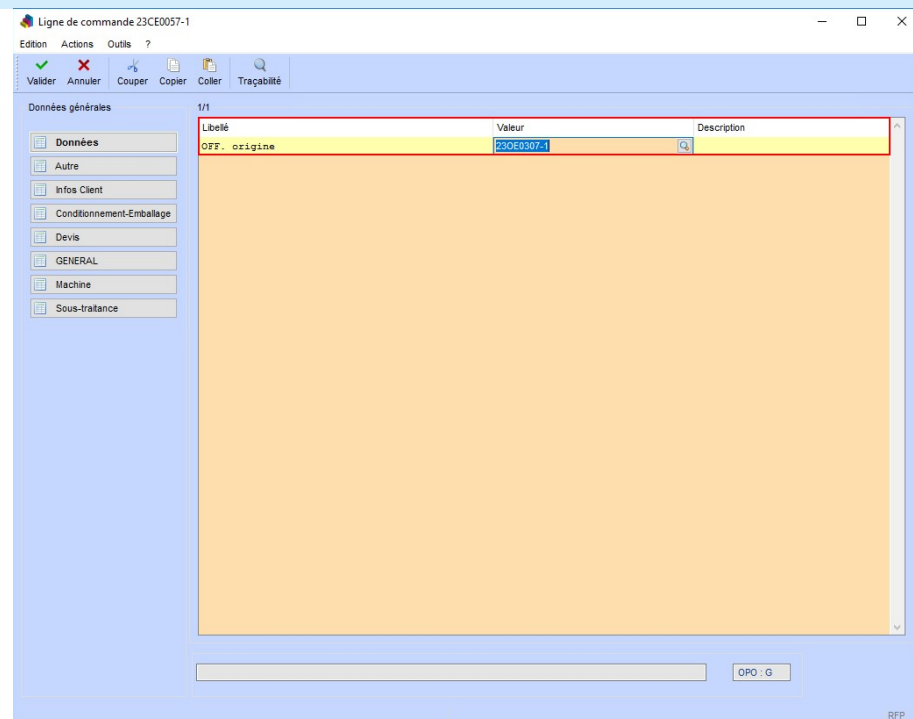 Ligne de commande 23CE0057-1
Edition Actions Outils ?
Valider Annuler Couper Copier Coller Traçabilité
Données générales
1/1
Libellé Valeur Description
OFF. origine 23OE0307-1
Données
Autre
Infos Client
Conditionnement-Emballage
Devis
GENERAL
Machine
Sous-traitance
OPO : G
RFP